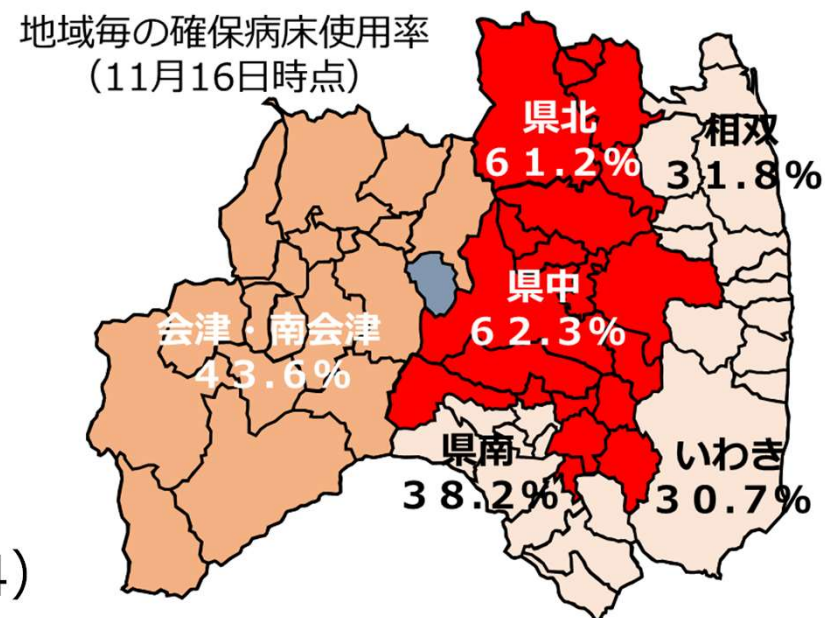 地域毎の確保病床使用率
（11月16日時点）
県北
６１.２%
相双
３１.８%
県中
６２.３%
会津・南会津
４３.６%
県南
３８.２%
いわき
３０.７%
4）